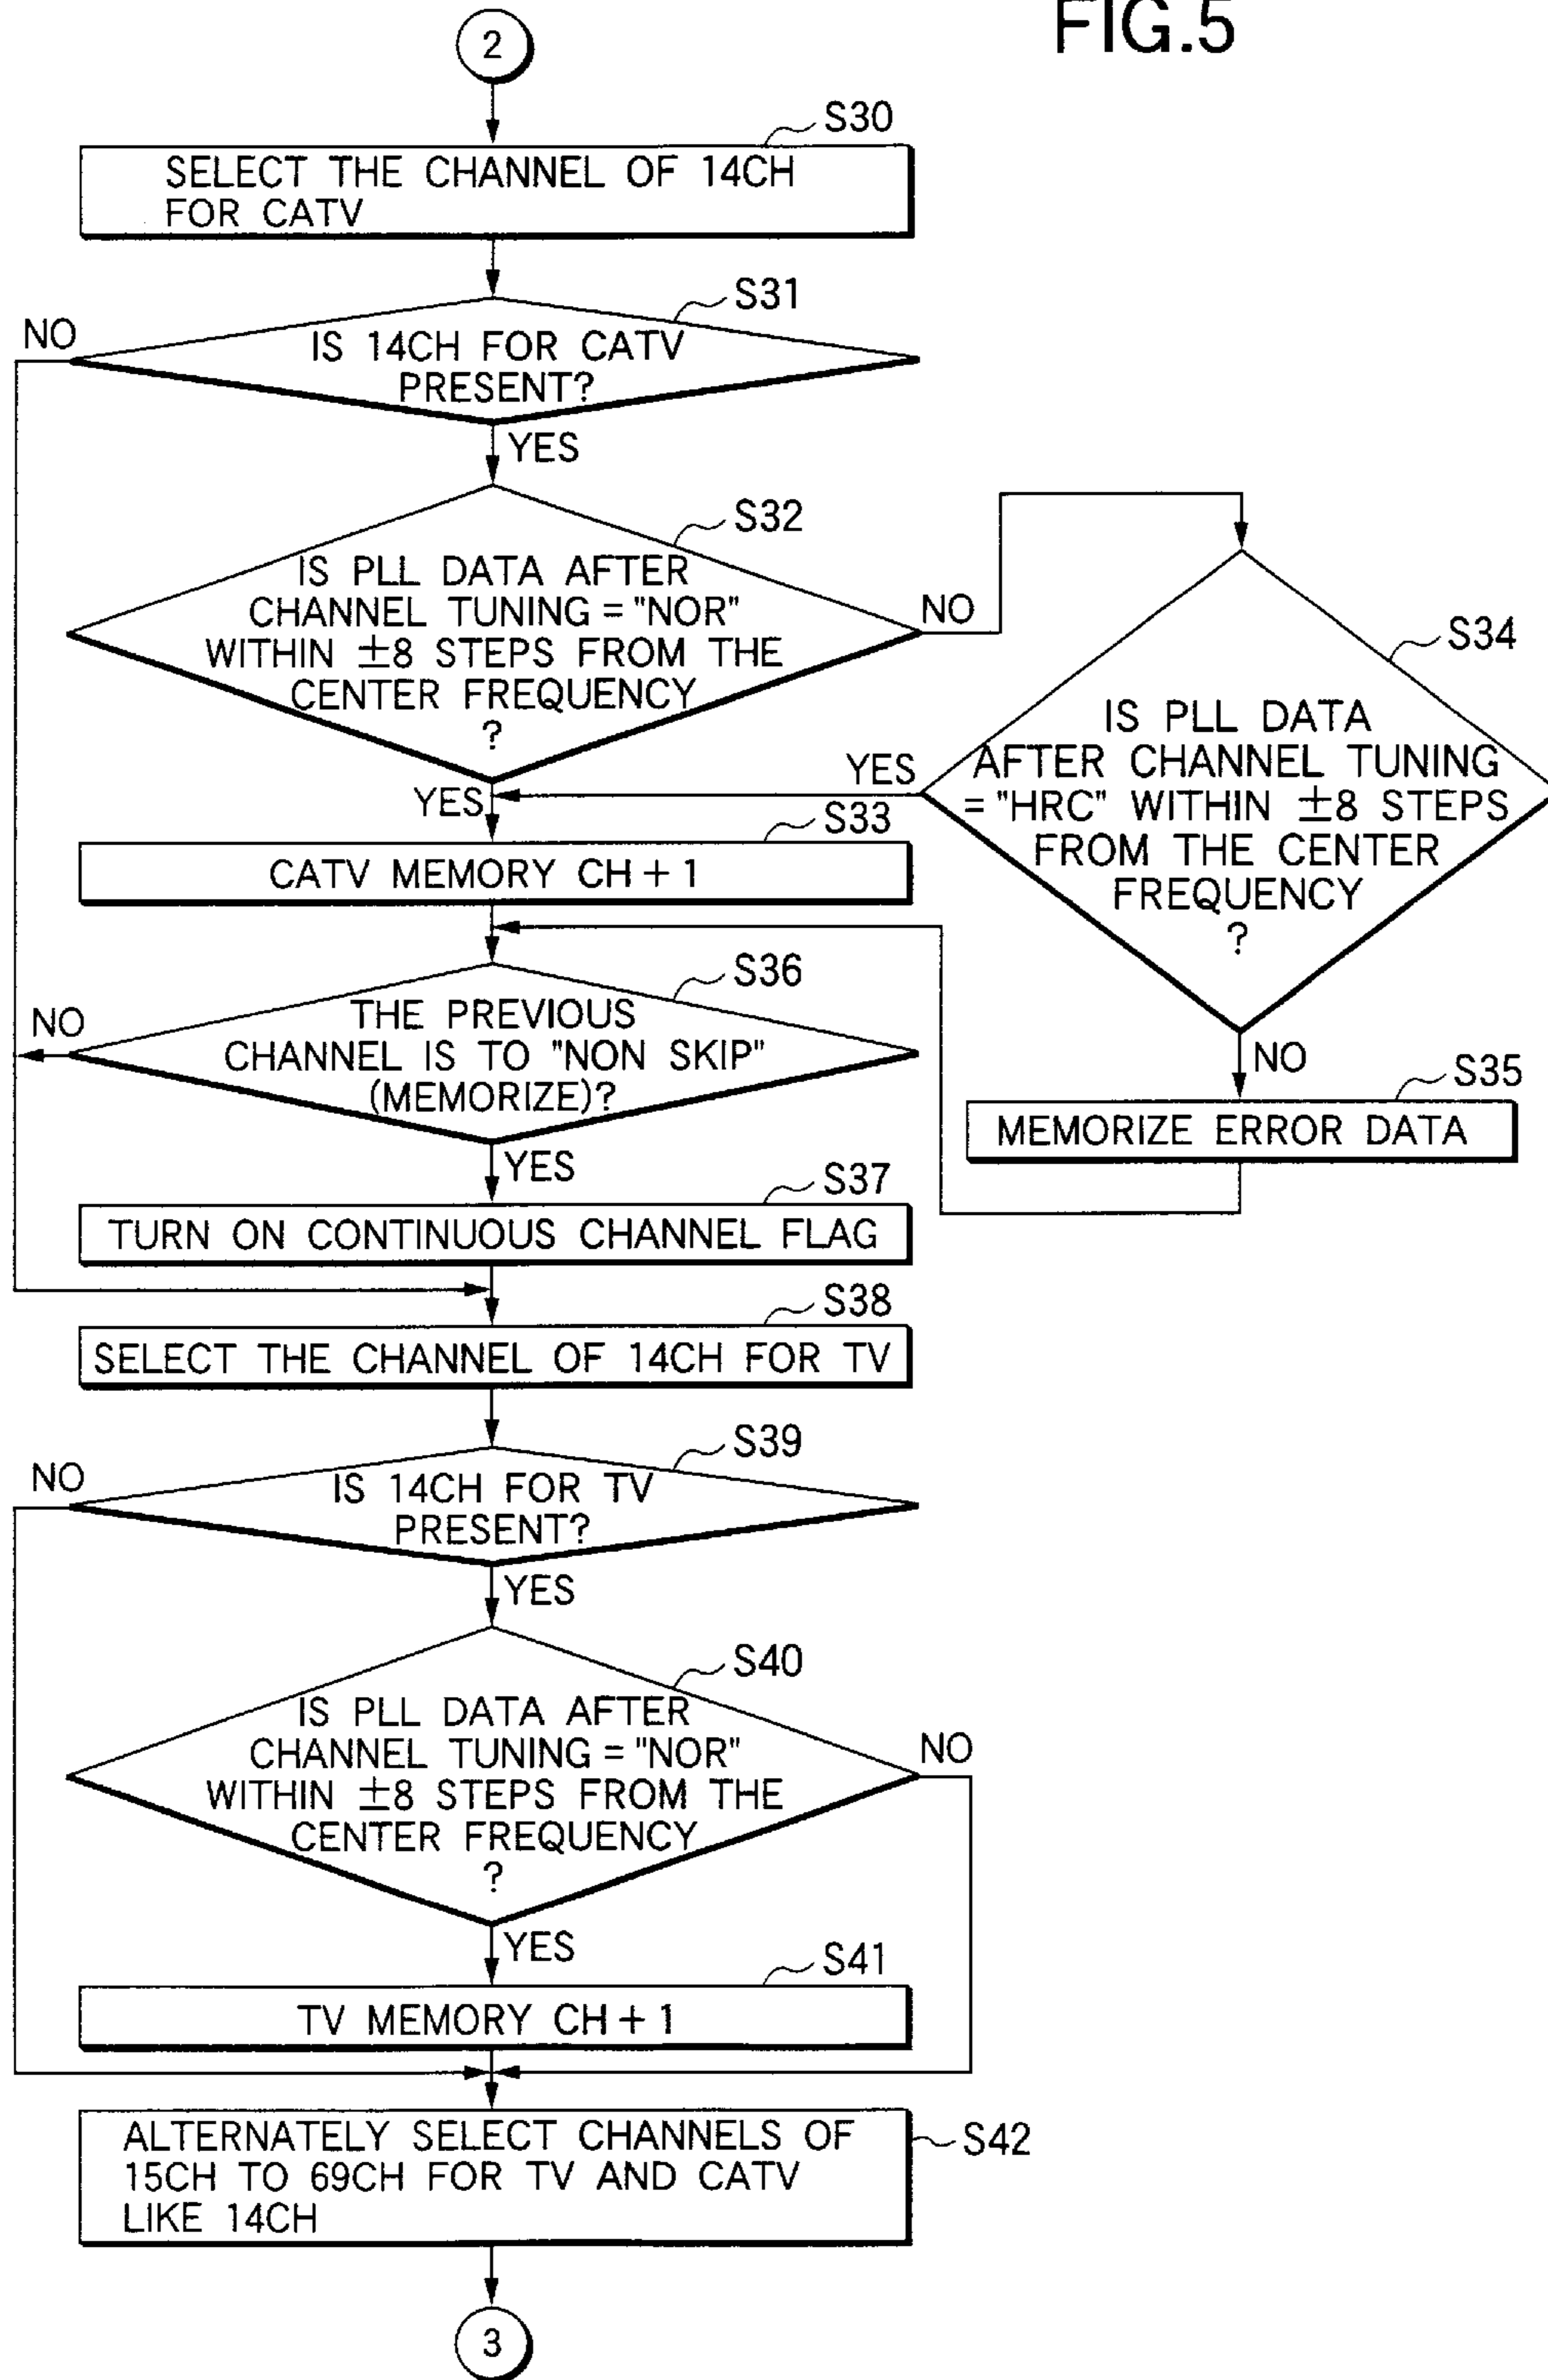 FIG.5
2
S30
SELECT THE CHANNEL OF 14CH
FOR CATV
S31
NO
IS 14CH FOR CATV
PRESENT?
YES
S32
IS PLL DATA AFTER
CHANNEL TUNING = "NOR"
WITHIN ±8 STEPS FROM THE
CENTER FREQUENCY
?
NO
YES
S34
IS PLL DATA
AFTER CHANNEL TUNING
= "HRC" WITHIN ±8 STEPS
FROM THE CENTER
FREQUENCY
?
YES
NO
S35
MEMORIZE ERROR DATA
S33
CATV MEMORY CH + 1
S36
NO
THE PREVIOUS
CHANNEL IS TO "NON SKIP"
(MEMORIZE)?
YES
S37
TURN ON CONTINUOUS CHANNEL FLAG
S38
SELECT THE CHANNEL OF 14CH FOR TV
S39
NO
IS 14CH FOR TV
PRESENT?
YES
S40
IS PLL DATA AFTER
CHANNEL TUNING = "NOR"
WITHIN ±8 STEPS FROM THE
CENTER FREQUENCY
?
NO
YES
S41
TV MEMORY CH + 1
S42
ALTERNATELY SELECT CHANNELS OF
15CH TO 69CH FOR TV AND CATV
LIKE 14CH
3